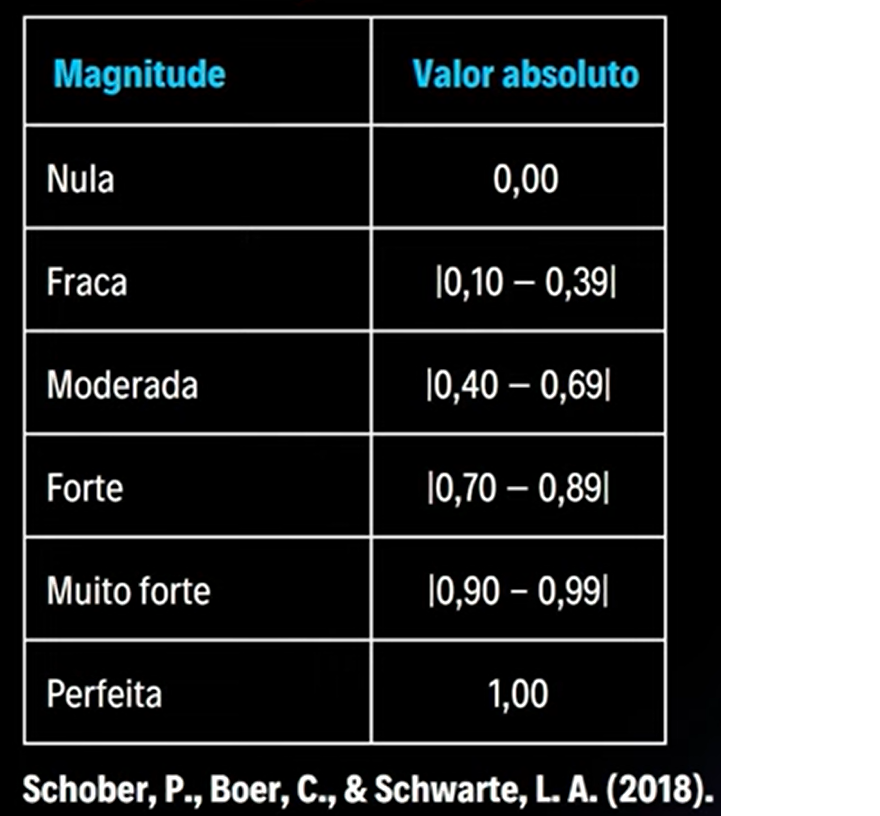 Magnitude Valor absoluto
Nula 0,00
Fraca |0,10 – 0,39|
Moderada |0,40 – 0,69|
Forte |0,70 – 0,89|
Muito forte |0,90 – 0,99|
Perfeita 1,00
Schober, P., Boer, C., & Schwarte, L. A. (2018).